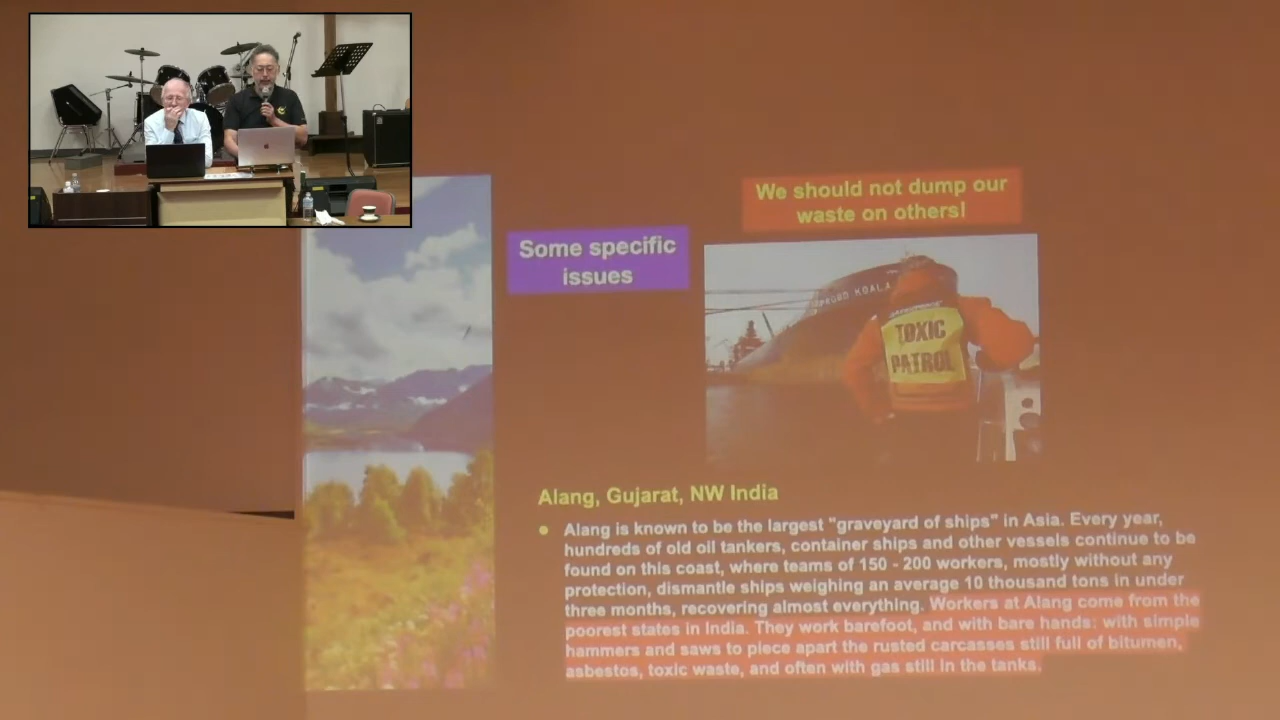 We should not dump our
waste on others!
Some specific
issues
PROBO KOALA
GREENPEACE
TOXIC
PATROL
Alang, Gujarat, NW India
• Alang is known to be the largest "graveyard of ships" in Asia. Every year,
hundreds of old oil tankers, container ships and other vessels continue to be
found on this coast, where teams of 150 - 200 workers, mostly without any
protection, dismantle ships weighing an average 10 thousand tons in under
three months, recovering almost everything. Workers at Alang come from the
poorest states in India. They work barefoot, and with bare hands; with simple
hammers and saws to piece apart the rusted carcasses still full of bitumen,
asbestos, toxic waste, and often with gas still in the tanks.